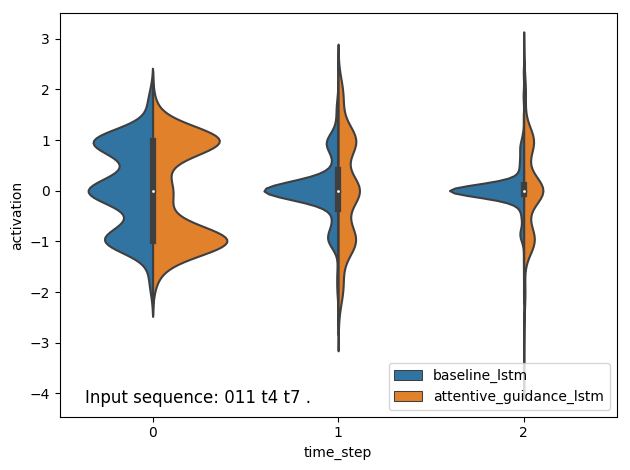 3
2
1
0
−1
−2
−3
−4
activation
Input sequence: 011 t4 t7 .
baseline_lstm
attentive_guidance_lstm
0 1 2
time_step